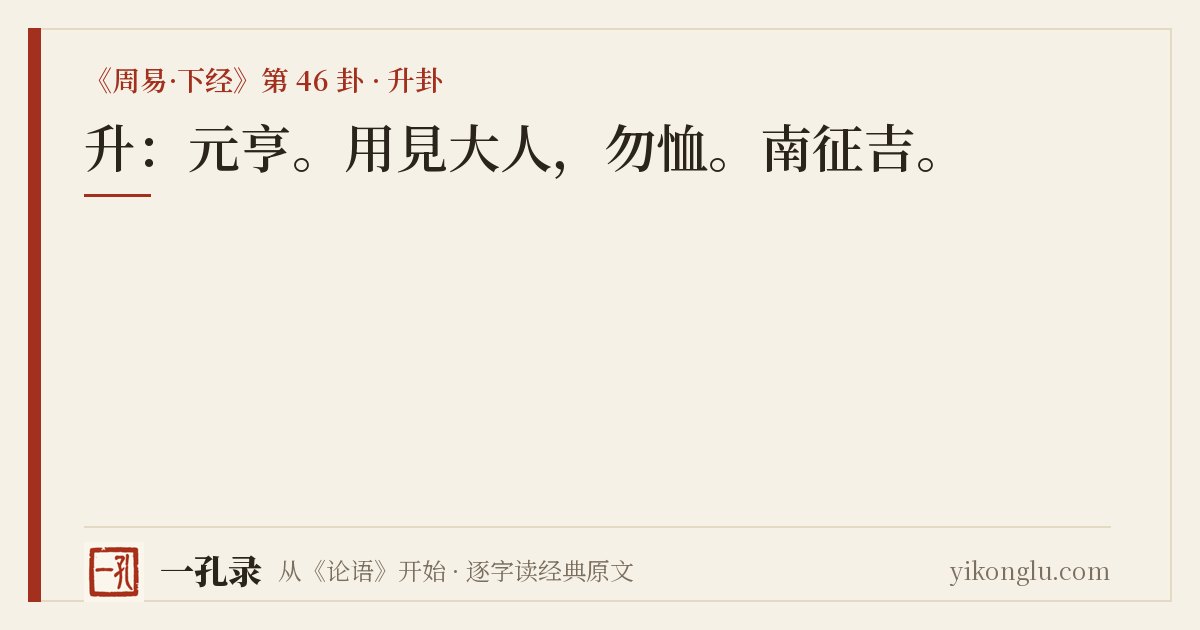 《周易·下经》第 46 卦 · 升卦
升：元亨。用見大人，勿恤。南征吉。
一孔
一孔录 从《论语》开始 · 逐字读经典原文 yikonglu.com